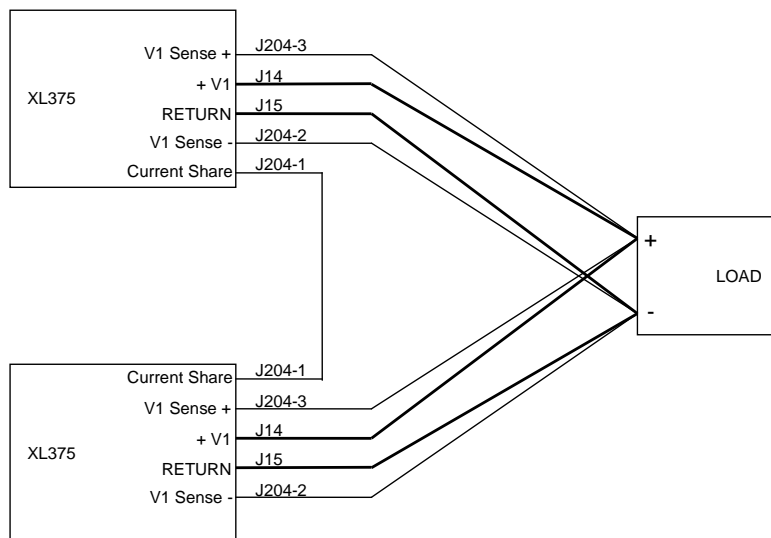 V1 Sense + J204-3
+ V1 J14
XL375
RETURN J15
V1 Sense - J204-2
Current Share J204-1
+
LOAD
-
Current Share J204-1
V1 Sense + J204-3
+ V1 J14
XL375
RETURN J15
V1 Sense - J204-2